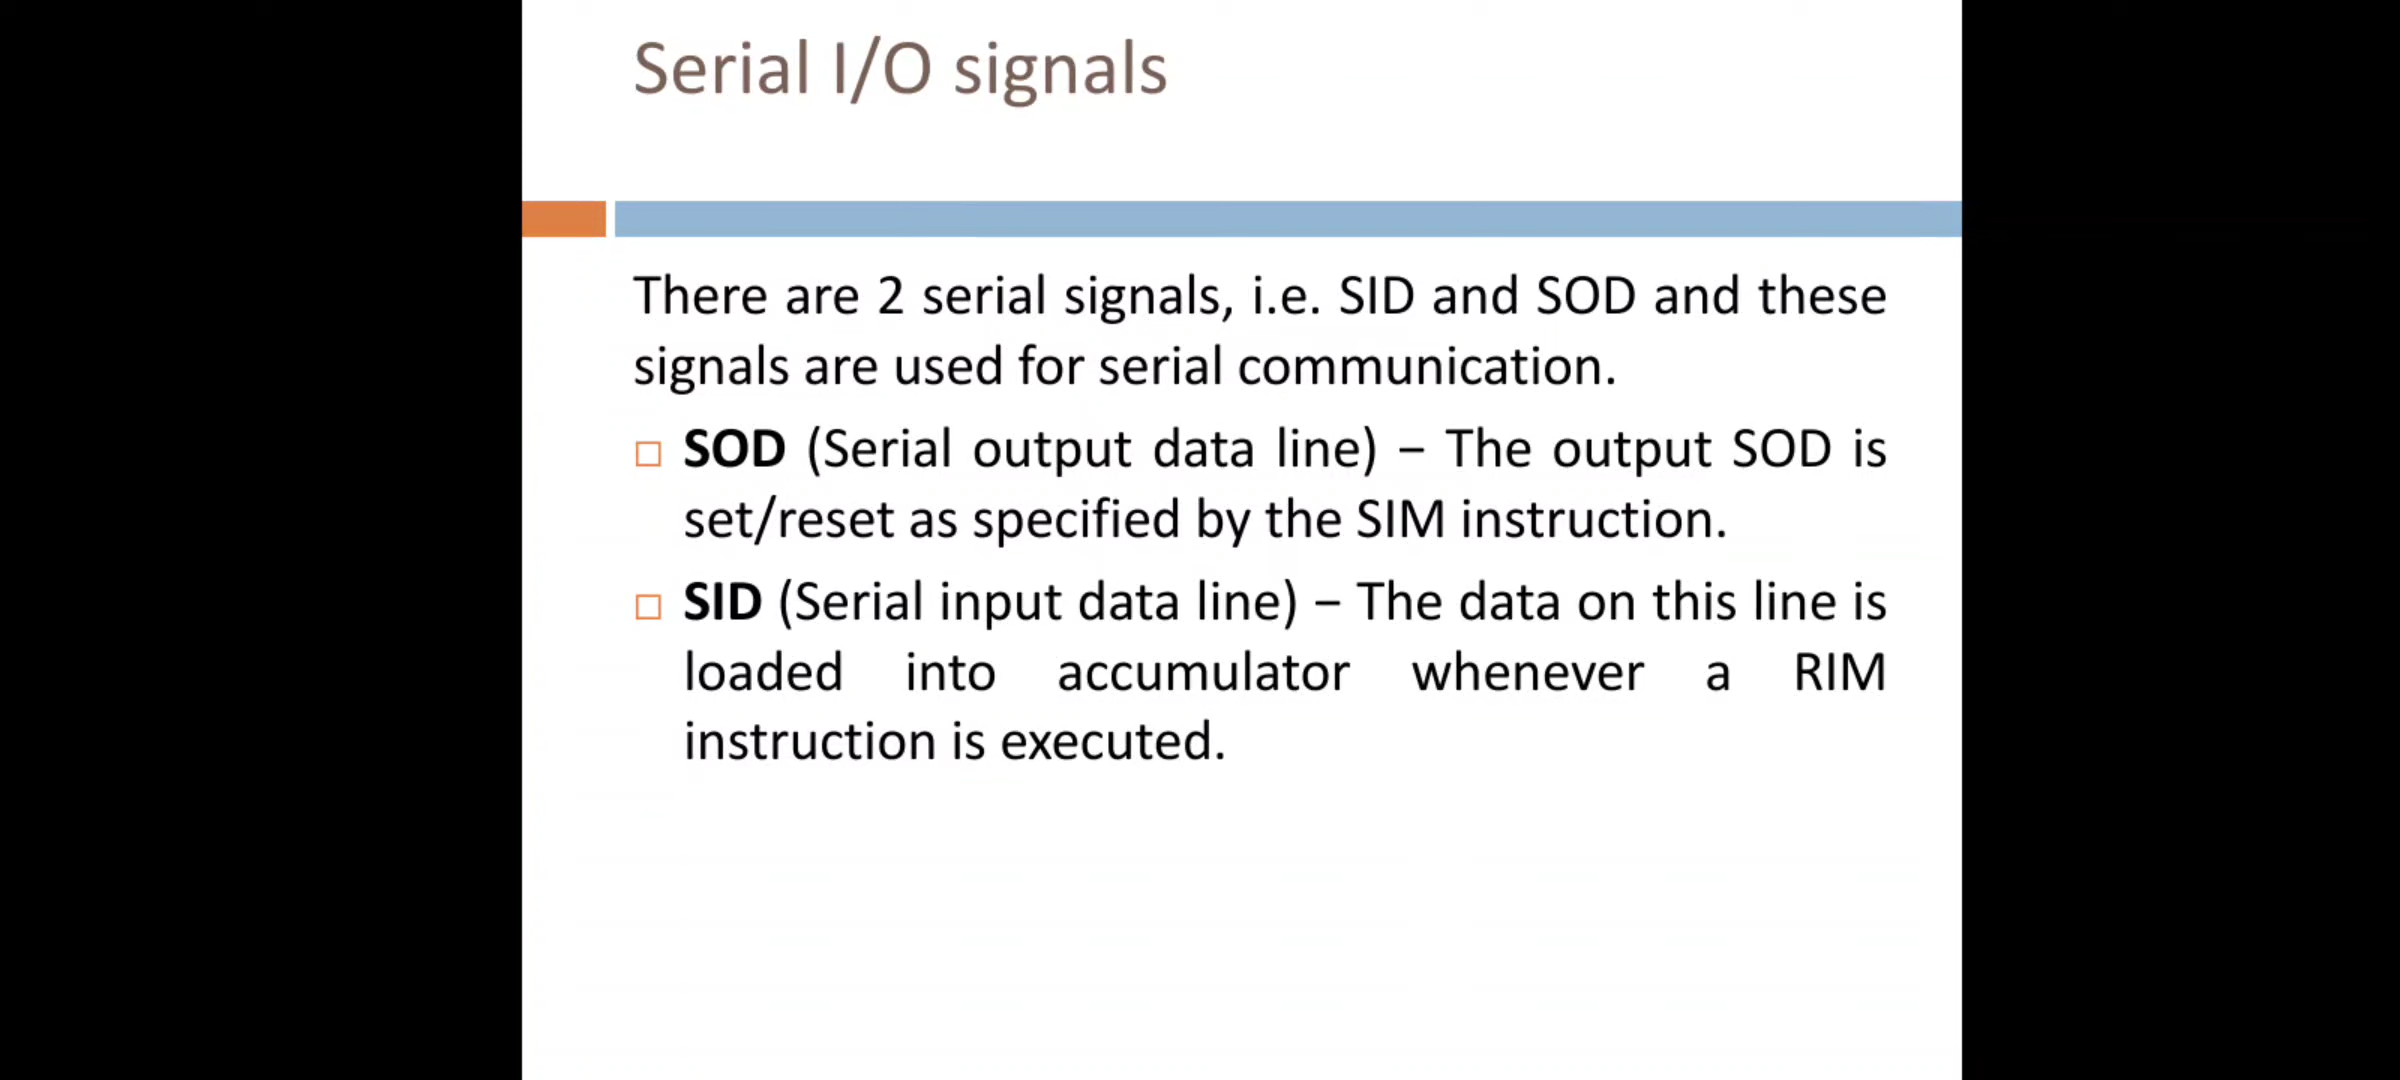 Serial I/O signals
There are 2 serial signals, i.e. SID and SOD and these
signals are used for serial communication.
SOD (Serial output data line) – The output SOD is
set/reset as specified by the SIM instruction.
SID (Serial input data line) – The data on this line is
loaded into accumulator whenever a RIM
instruction is executed.